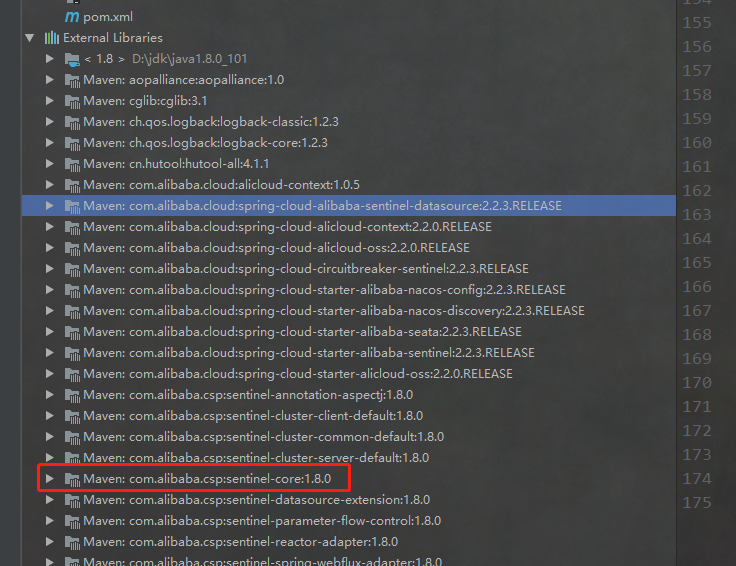 pom.xml
External Libraries
< 1.8 > D:\jdk\java1.8.0_101
Maven: aopalliance:aopalliance:1.0
Maven: cglib:cglib:3.1
Maven: ch.qos.logback:logback-classic:1.2.3
Maven: ch.qos.logback:logback-core:1.2.3
Maven: cn.hutool:hutool-all:4.1.1
Maven: com.alibaba.cloud:alicloud-context:1.0.5
Maven: com.alibaba.cloud:spring-cloud-alibaba-sentinel-datasource:2.2.3.RELEASE
Maven: com.alibaba.cloud:spring-cloud-alicloud-context:2.2.0.RELEASE
Maven: com.alibaba.cloud:spring-cloud-alicloud-oss:2.2.0.RELEASE
Maven: com.alibaba.cloud:spring-cloud-circuitbreaker-sentinel:2.2.3.RELEASE
Maven: com.alibaba.cloud:spring-cloud-starter-alibaba-nacos-config:2.2.3.RELEASE
Maven: com.alibaba.cloud:spring-cloud-starter-alibaba-nacos-discovery:2.2.3.RELEASE
Maven: com.alibaba.cloud:spring-cloud-starter-alibaba-seata:2.2.3.RELEASE
Maven: com.alibaba.cloud:spring-cloud-starter-alibaba-sentinel:2.2.3.RELEASE
Maven: com.alibaba.cloud:spring-cloud-starter-alicloud-oss:2.2.0.RELEASE
Maven: com.alibaba.csp:sentinel-annotation-aspectj:1.8.0
Maven: com.alibaba.csp:sentinel-cluster-client-default:1.8.0
Maven: com.alibaba.csp:sentinel-cluster-common-default:1.8.0
Maven: com.alibaba.csp:sentinel-cluster-server-default:1.8.0
Maven: com.alibaba.csp:sentinel-core:1.8.0
Maven: com.alibaba.csp:sentinel-datasource-extension:1.8.0
Maven: com.alibaba.csp:sentinel-parameter-flow-control:1.8.0
Maven: com.alibaba.csp:sentinel-reactor-adapter:1.8.0
Maven: com.alibaba.csp:sentinel-spring-webflux-adapter:1.8.0
154
155
156
157
158
159
160
161
162
163
164
165
166
167
168
169
170
171
172
173
174
175